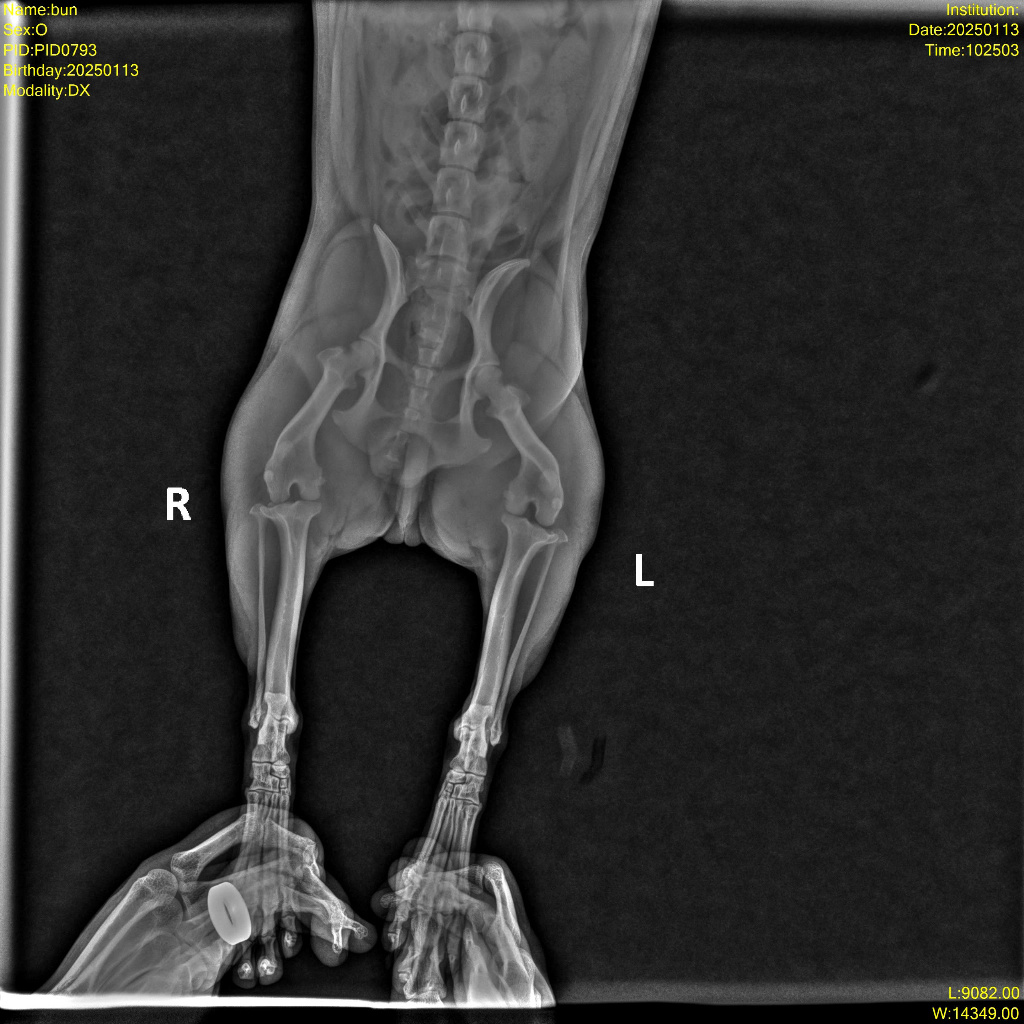 Name:bun
Sex:O
PID:PID0793
Birthday:20250113
Modality:DX
Institution:
Date:20250113
Time:102503
R
L
L:9082.00
W:14349.00